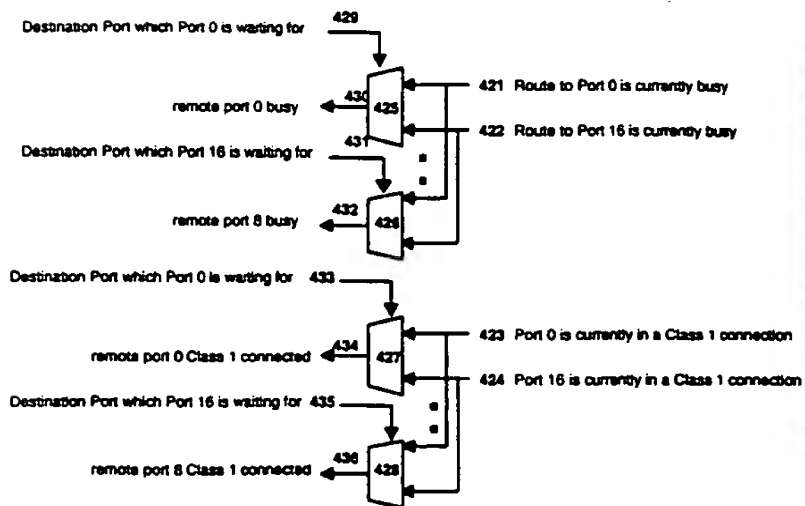 Destination Port which Port 0 is waiting for 429
430 425 421 Route to Port 0 is currently busy
remote port 0 busy
422 Route to Port 16 is currently busy
431
Destination Port which Port 16 is waiting for
432 426
remote port 8 busy
Destination Port which Port 0 is waiting for 433
434 427 423 Port 0 is currently in a Class 1 connection
remote port 0 Class 1 connected
424 Port 16 is currently in a Class 1 connection
Destination Port which Port 16 is waiting for 435
436 428
remote port 8 Class 1 connected